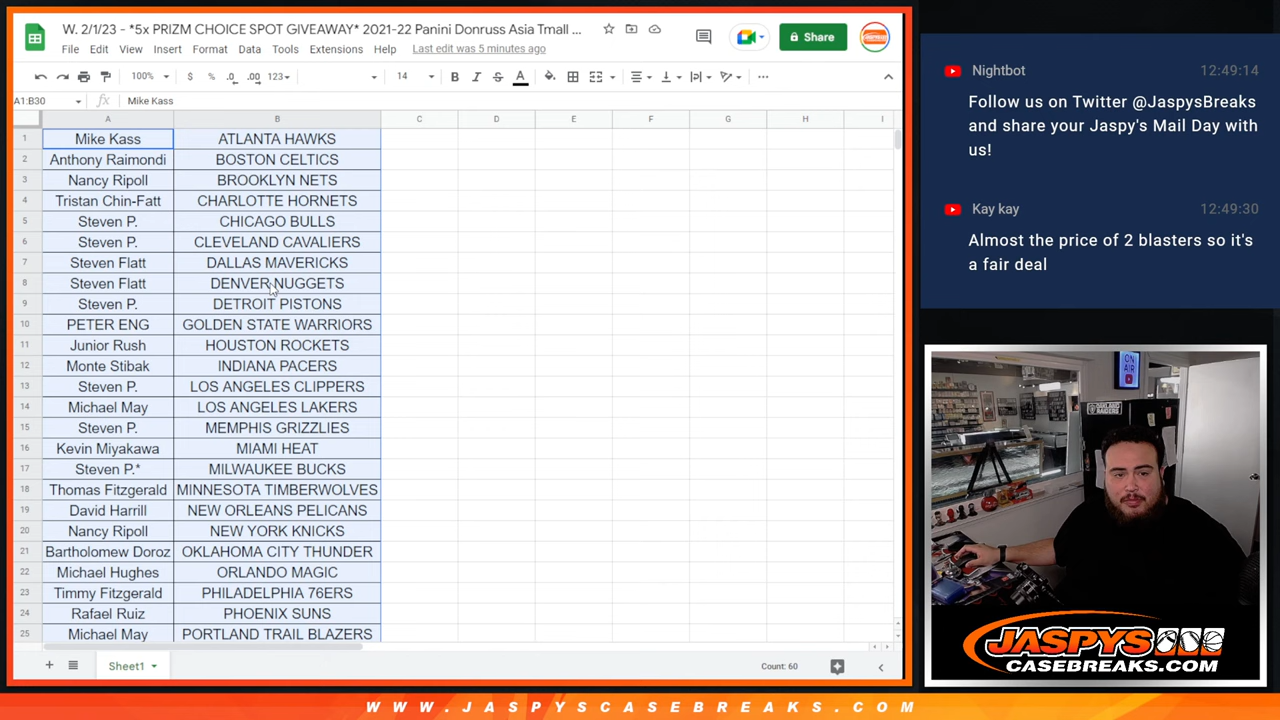 W. 2/1/23 - *5x PRIZM CHOICE SPOT GIVEAWAY* 2021-22 Panini Donruss Asia Tmall ...
File Edit View Insert Format Data Tools Extensions Help Last edit was 5 minutes ago
Share
100% $ % .0 .00 123 14 B I S A
A1:B30 fx Mike Kass
A B C D E F G H I
1 Mike Kass ATLANTA HAWKS
2 Anthony Raimondi BOSTON CELTICS
3 Nancy Ripoll BROOKLYN NETS
4 Tristan Chin-Fatt CHARLOTTE HORNETS
5 Steven P. CHICAGO BULLS
6 Steven P. CLEVELAND CAVALIERS
7 Steven Flatt DALLAS MAVERICKS
8 Steven Flatt DENVER NUGGETS
9 Steven P. DETROIT PISTONS
10 PETER ENG GOLDEN STATE WARRIORS
11 Junior Rush HOUSTON ROCKETS
12 Monte Stibak INDIANA PACERS
13 Steven P. LOS ANGELES CLIPPERS
14 Michael May LOS ANGELES LAKERS
15 Steven P. MEMPHIS GRIZZLIES
16 Kevin Miyakawa MIAMI HEAT
17 Steven P.* MILWAUKEE BUCKS
18 Thomas Fitzgerald MINNESOTA TIMBERWOLVES
19 David Harrill NEW ORLEANS PELICANS
20 Nancy Ripoll NEW YORK KNICKS
21 Bartholomew Doroz OKLAHOMA CITY THUNDER
22 Michael Hughes ORLANDO MAGIC
23 Timmy Fitzgerald PHILADELPHIA 76ERS
24 Rafael Ruiz PHOENIX SUNS
25 Michael May PORTLAND TRAIL BLAZERS
Sheet1
Count: 60
Nightbot 12:49:14
Follow us on Twitter @JaspysBreaks
and share your Jaspy's Mail Day with
us!
Kay kay 12:49:30
Almost the price of 2 blasters so it's
a fair deal
ON
AIR
RAIDERS
JASPYS
CASEBREAKS.COM
WWW.JASPYSCASEBREAKS.COM